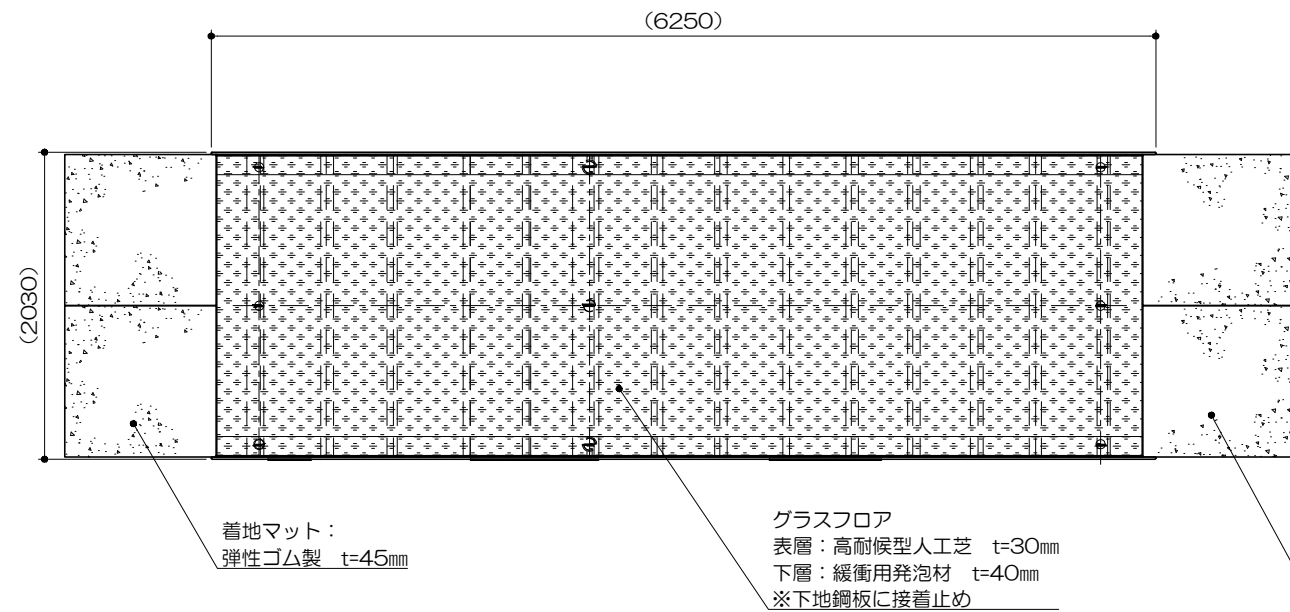 (6250)
(2030)
着地マット：
弾性ゴム製　t=45㎜
グラスフロア
表層：高耐候型人工芝　t=30㎜
下層：緩衝用発泡材　t=40㎜
※下地鋼板に接着止め